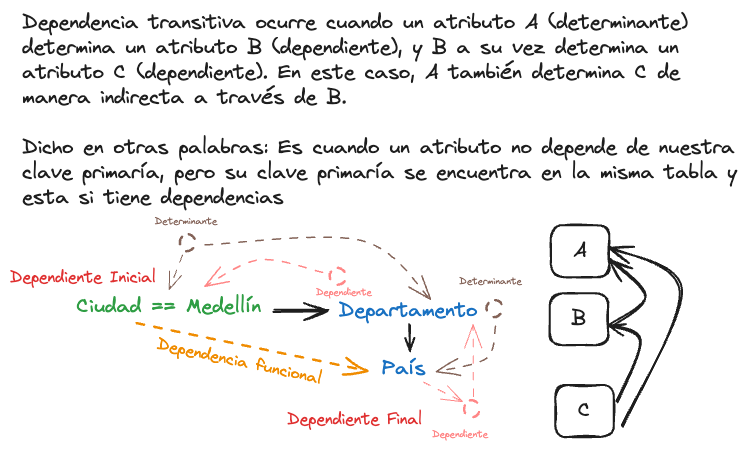 Dependencia transitiva ocurre cuando un atributo A (determinante)
determina un atributo B (dependiente), y B a su vez determina un
atributo C (dependiente). En este caso, A también determina C de
manera indirecta a través de B.
Dicho en otras palabras: Es cuando un atributo no depende de nuestra
clave primaría, pero su clave primaría se encuentra en la misma tabla y
esta si tiene dependencias
Determinante
Dependiente Inicial
Dependiente
Determinante
Ciudad == Medellín
Departamento
Dependencia funcional
País
Dependiente Final
Dependiente
A
B
C